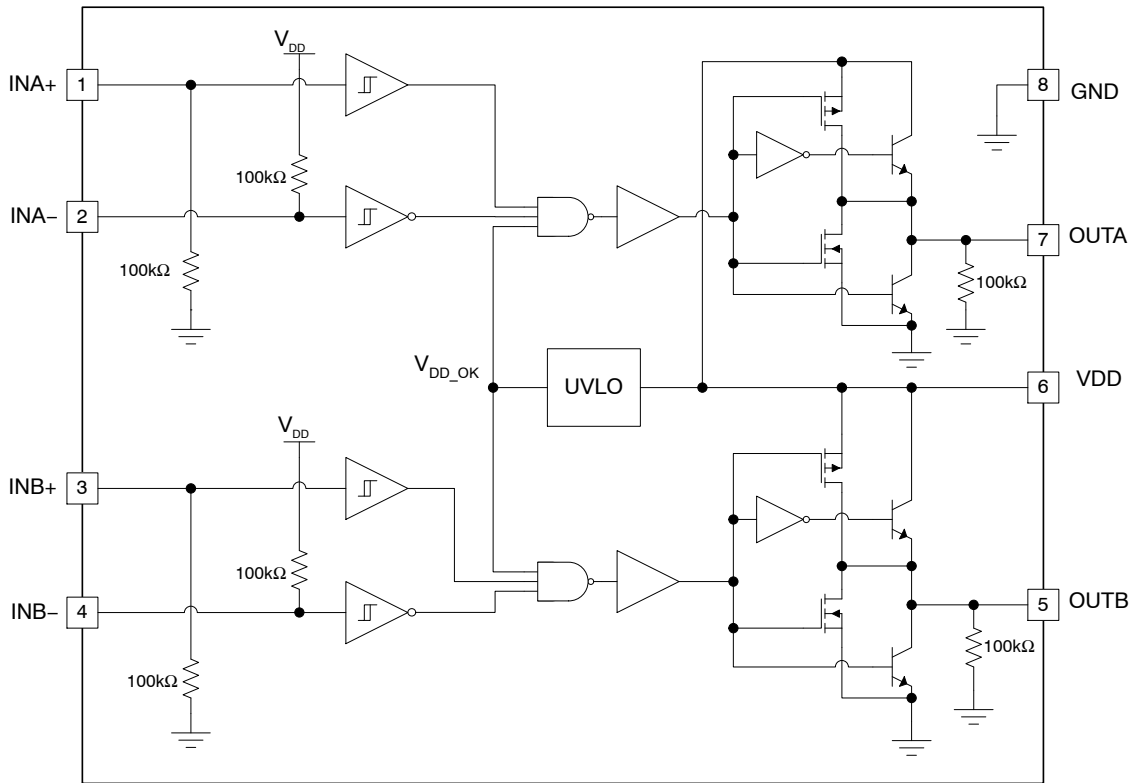 V_DD
INA+
1
8
GND
100kΩ
INA−
2
100kΩ
7
OUTA
100kΩ
V_DD_OK
UVLO
6
VDD
V_DD
INB+
3
100kΩ
INB−
4
5
OUTB
100kΩ
100kΩ